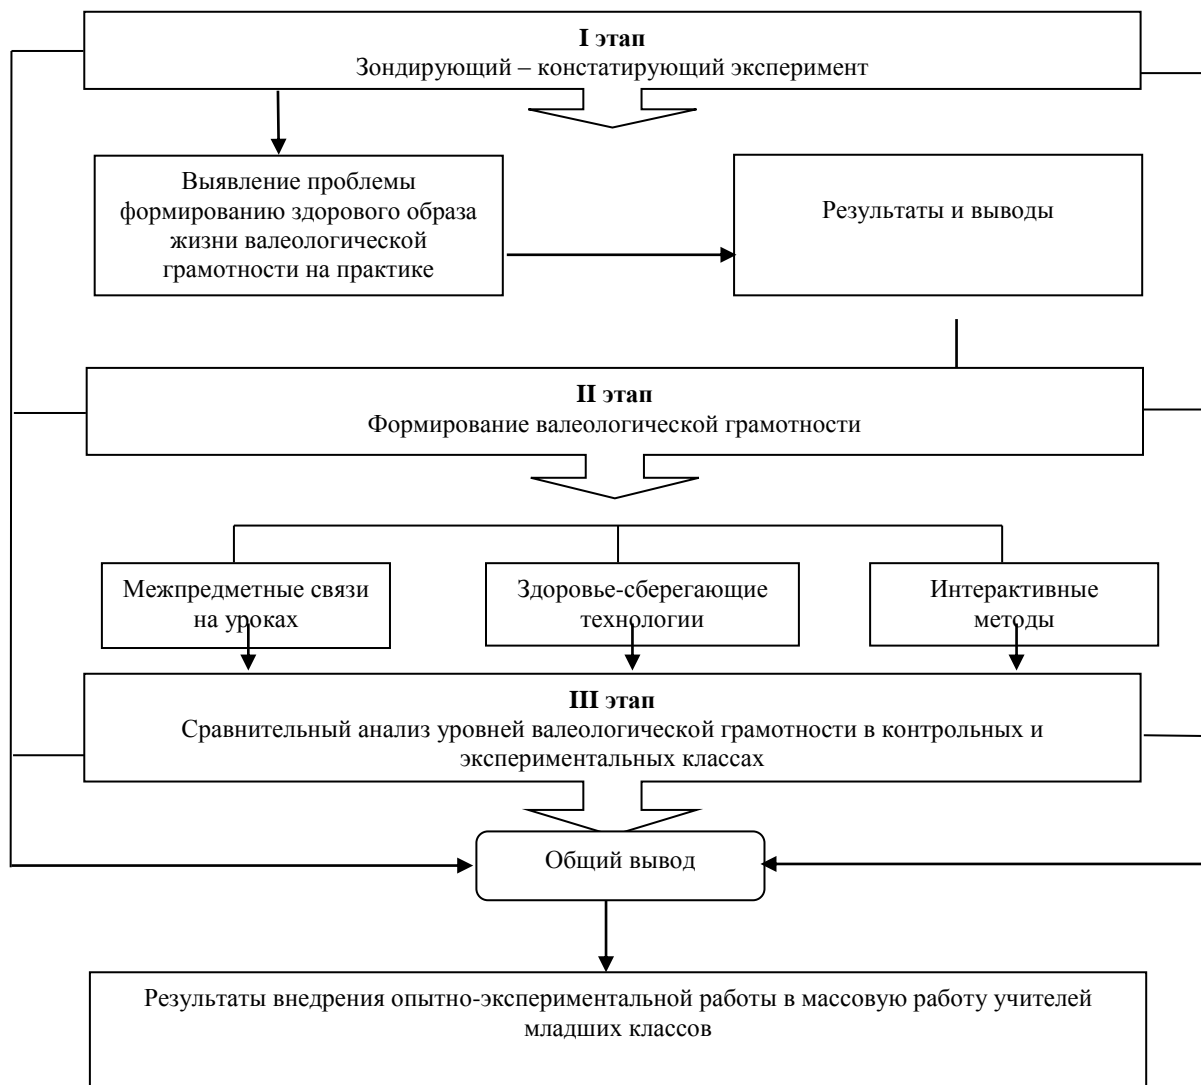 I этап
Зондирующий – констатирующий эксперимент
Выявление проблемы
формированию здорового образа
жизни валеологической
грамотности на практике
Результаты и выводы
II этап
Формирование валеологической грамотности
Межпредметные связи
на уроках
Здоровье-сберегающие
технологии
Интерактивные
методы
III этап
Сравнительный анализ уровней валеологической грамотности в контрольных и
экспериментальных классах
Общий вывод
Результаты внедрения опытно-экспериментальной работы в массовую работу учителей
младших классов